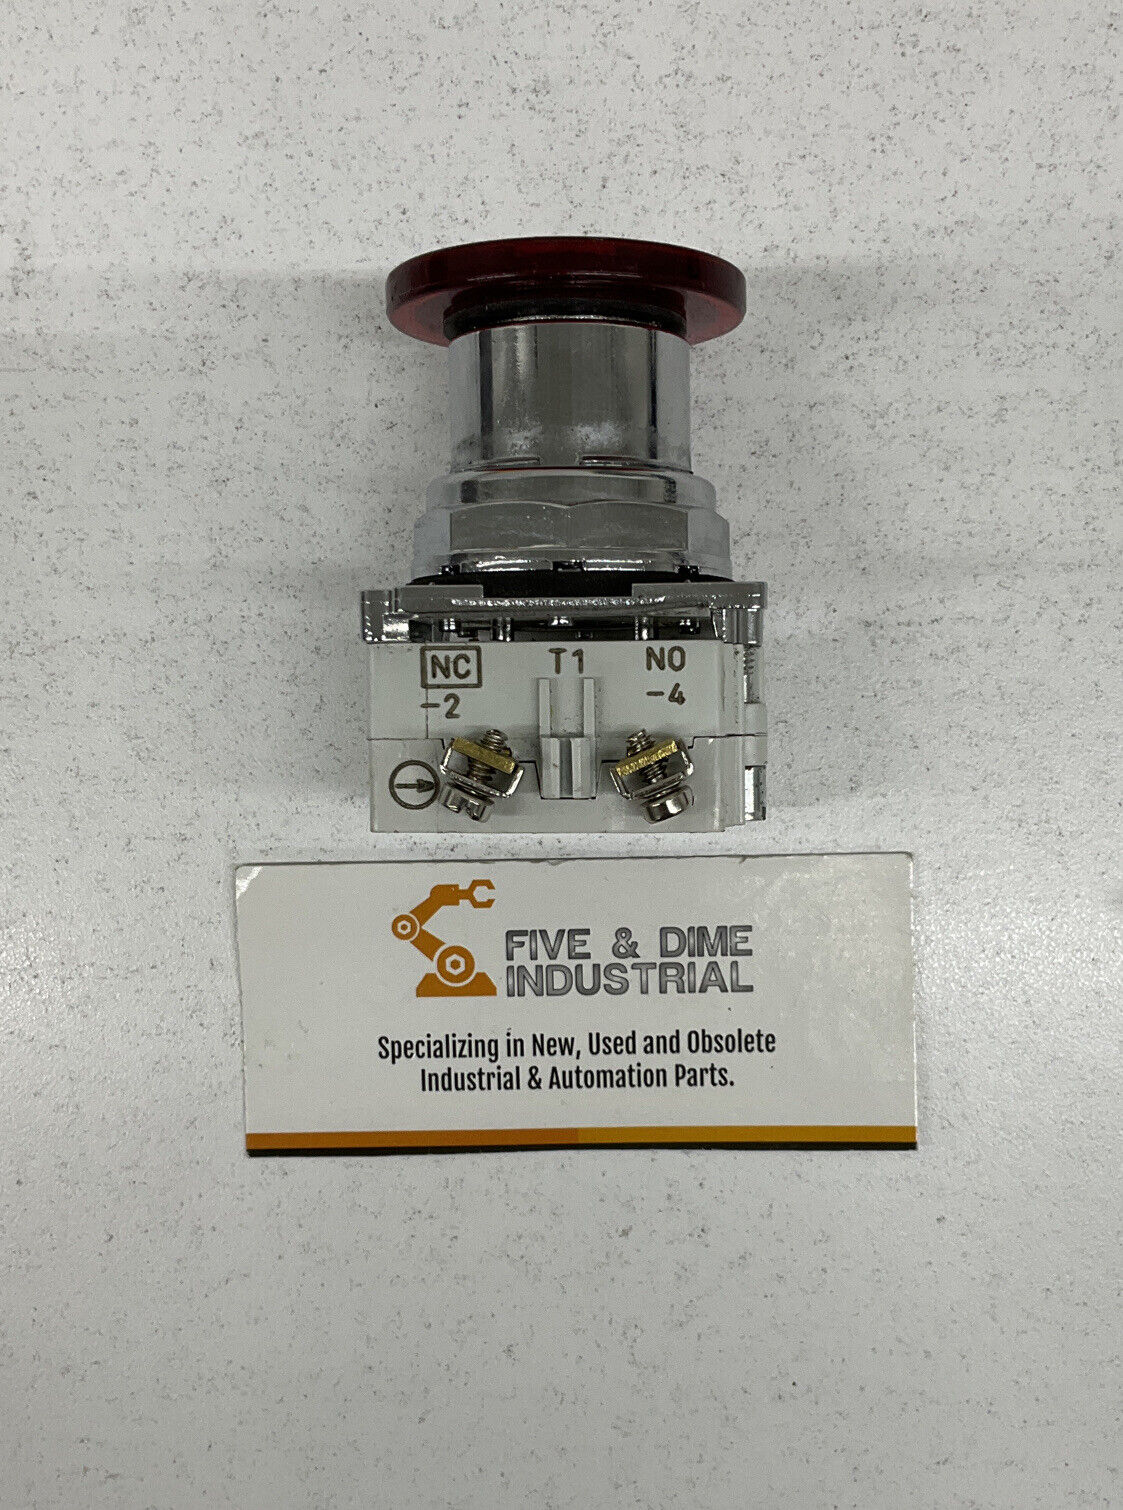 NC T1 NO
-2 -4
FIVE & DIME
INDUSTRIAL
Specializing in New, Used and Obsolete
Industrial & Automation Parts.